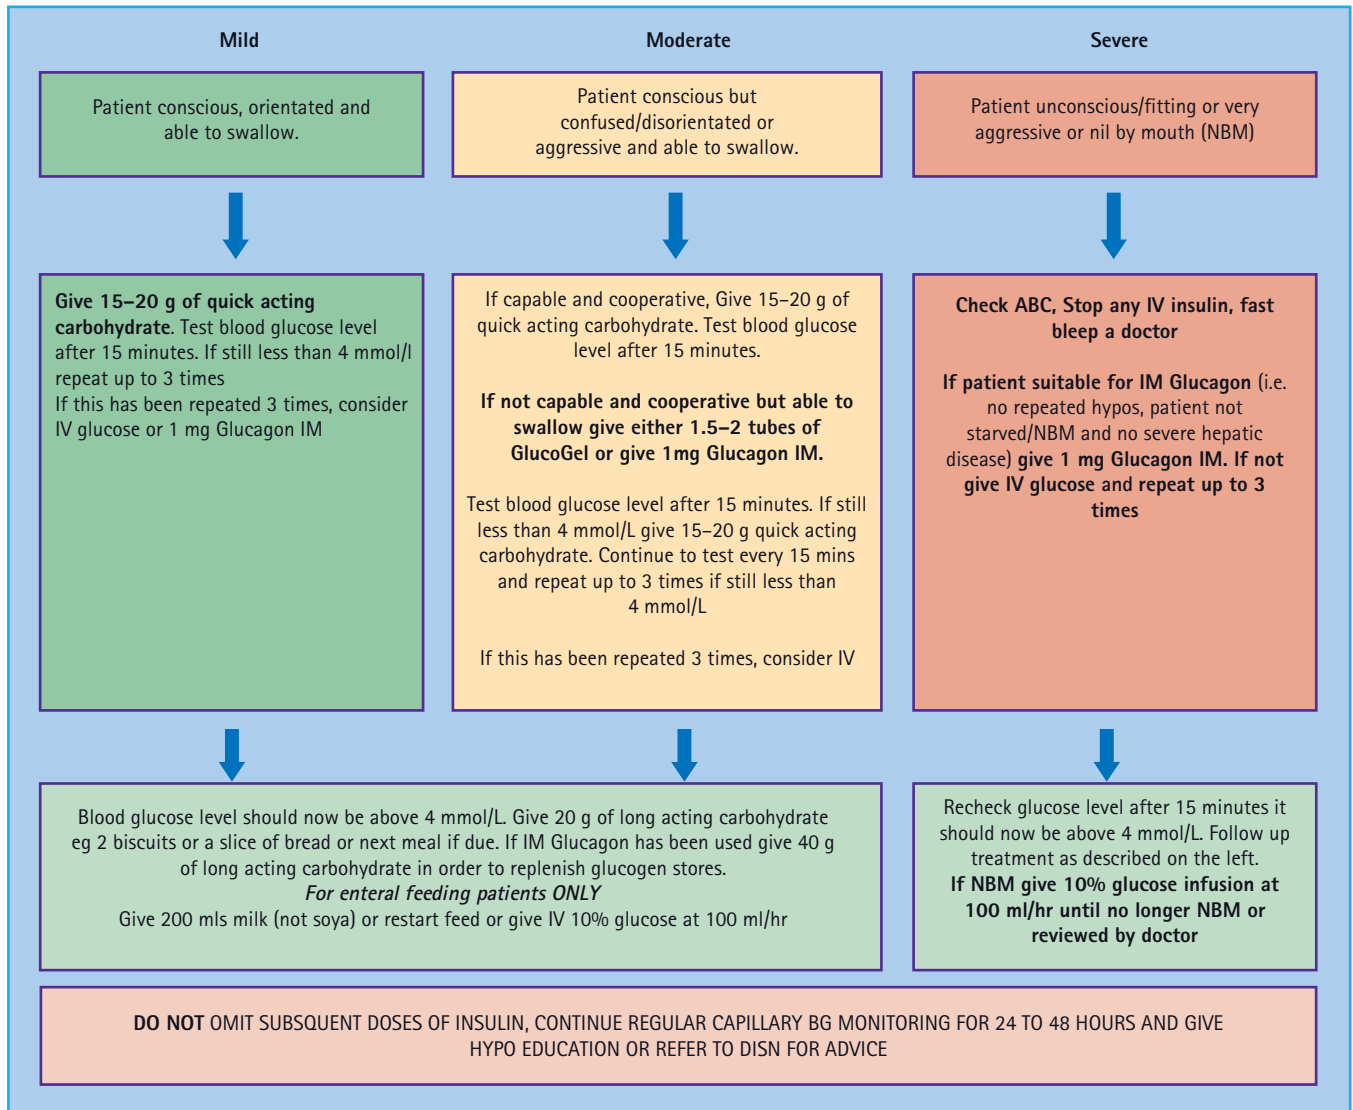 Mild
Patient conscious, orientated and
able to swallow.
Give 15–20 g of quick acting
carbohydrate. Test blood glucose level
after 15 minutes. If still less than 4 mmol/l
repeat up to 3 times
If this has been repeated 3 times, consider
IV glucose or 1 mg Glucagon IM
Moderate
Patient conscious but
confused/disorientated or
aggressive and able to swallow.
If capable and cooperative, Give 15–20 g of
quick acting carbohydrate. Test blood glucose
level after 15 minutes.
If not capable and cooperative but able to
swallow give either 1.5–2 tubes of
GlucoGel or give 1mg Glucagon IM.
Test blood glucose level after 15 minutes. If still
less than 4 mmol/L give 15–20 g quick acting
carbohydrate. Continue to test every 15 mins
and repeat up to 3 times if still less than
4 mmol/L
If this has been repeated 3 times, consider IV
Severe
Patient unconscious/fitting or very
aggressive or nil by mouth (NBM)
Check ABC, Stop any IV insulin, fast
bleep a doctor
If patient suitable for IM Glucagon (i.e.
no repeated hypos, patient not
starved/NBM and no severe hepatic
disease) give 1 mg Glucagon IM. If not
give IV glucose and repeat up to 3
times
Blood glucose level should now be above 4 mmol/L. Give 20 g of long acting carbohydrate
eg 2 biscuits or a slice of bread or next meal if due. If IM Glucagon has been used give 40 g
of long acting carbohydrate in order to replenish glucogen stores.
For enteral feeding patients ONLY
Give 200 mls milk (not soya) or restart feed or give IV 10% glucose at 100 ml/hr
Recheck glucose level after 15 minutes it
should now be above 4 mmol/L. Follow up
treatment as described on the left.
If NBM give 10% glucose infusion at
100 ml/hr until no longer NBM or
reviewed by doctor
DO NOT OMIT SUBSQUENT DOSES OF INSULIN, CONTINUE REGULAR CAPILLARY BG MONITORING FOR 24 TO 48 HOURS AND GIVE
HYPO EDUCATION OR REFER TO DISN FOR ADVICE